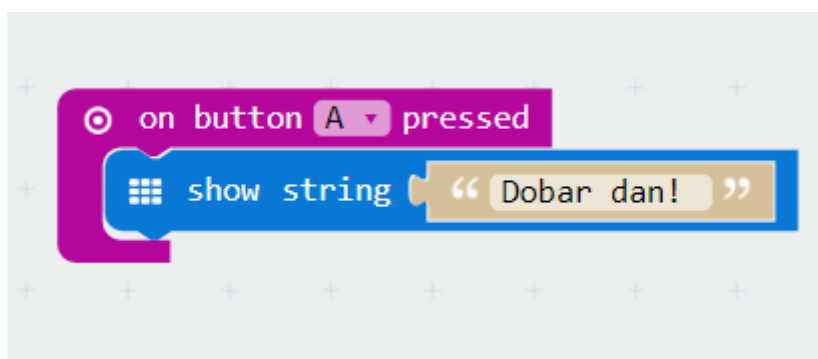 on button A pressed
show string “ Dobar dan! ”